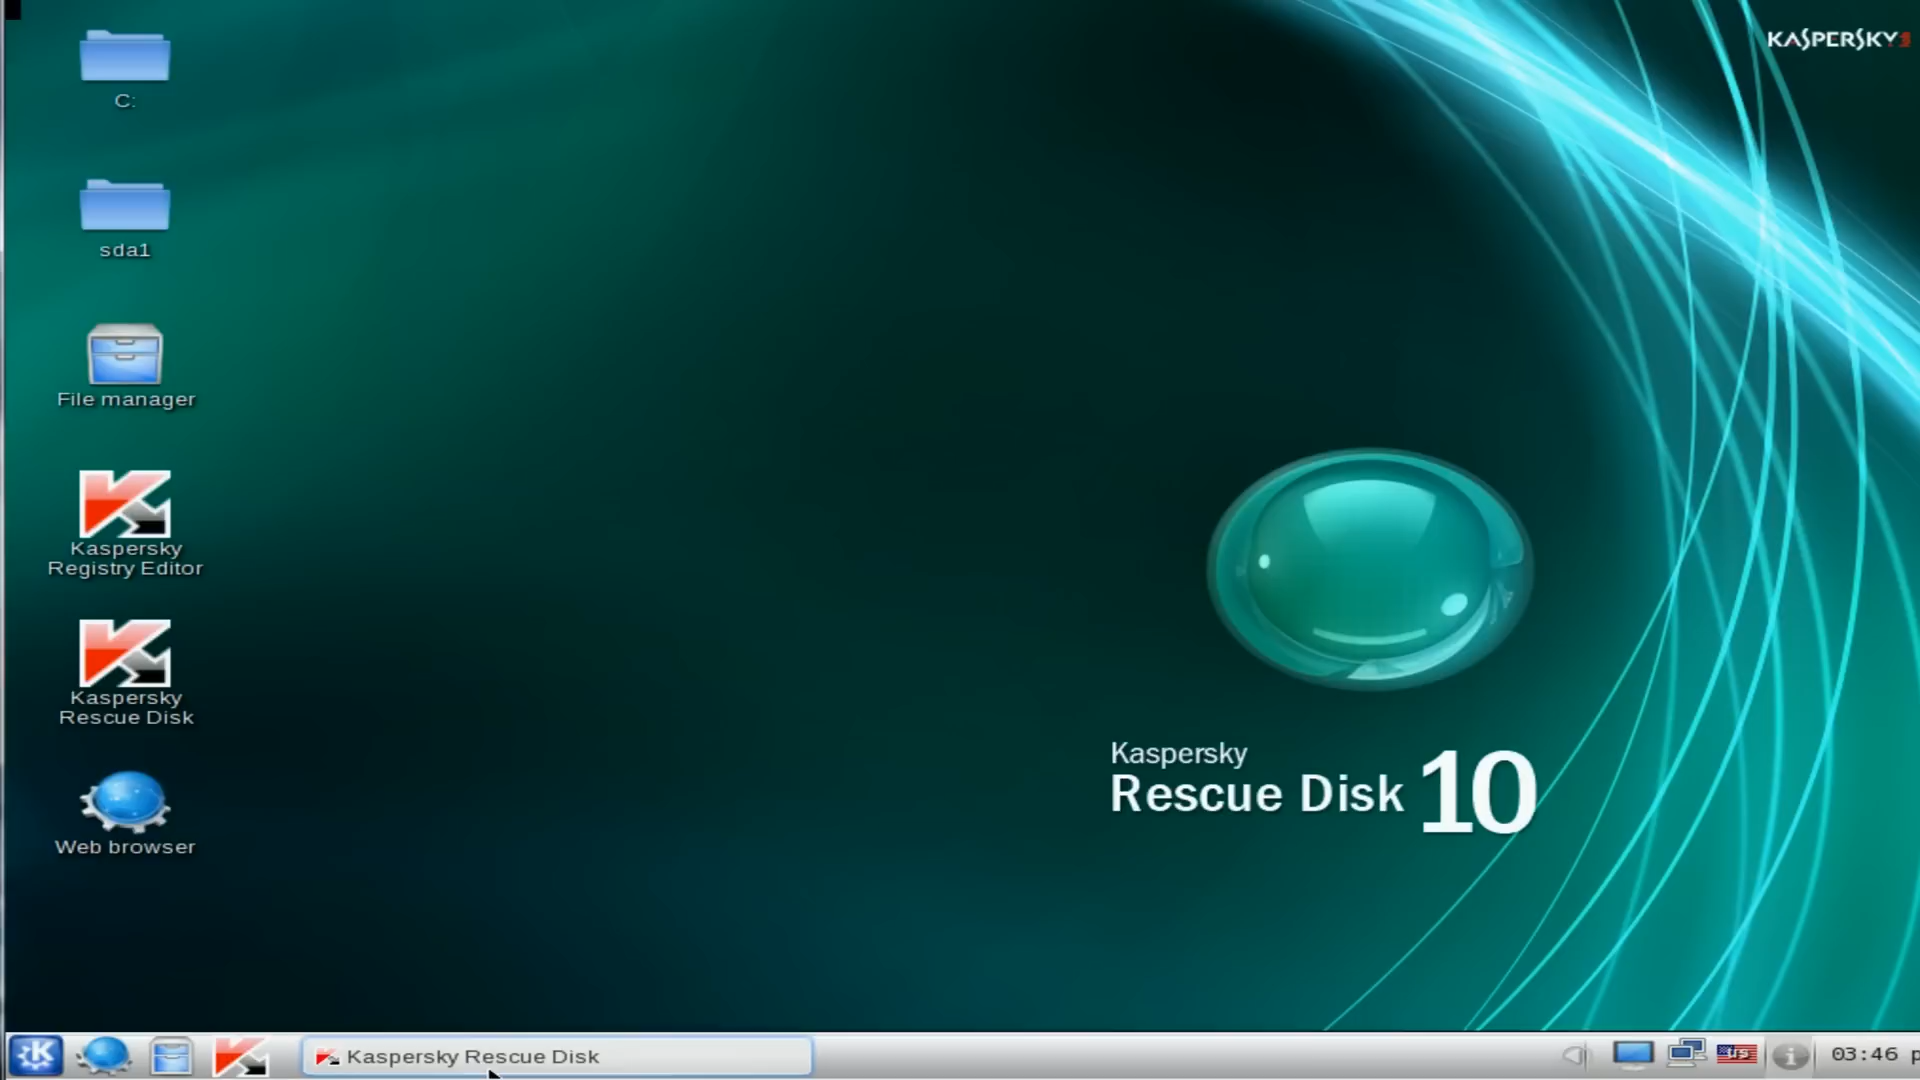 KASPERSKY
C:
sda1
File manager
Kaspersky
Registry Editor
Kaspersky
Rescue Disk
Web browser
Kaspersky
Rescue Disk 10
Kaspersky Rescue Disk
US
03:46 p